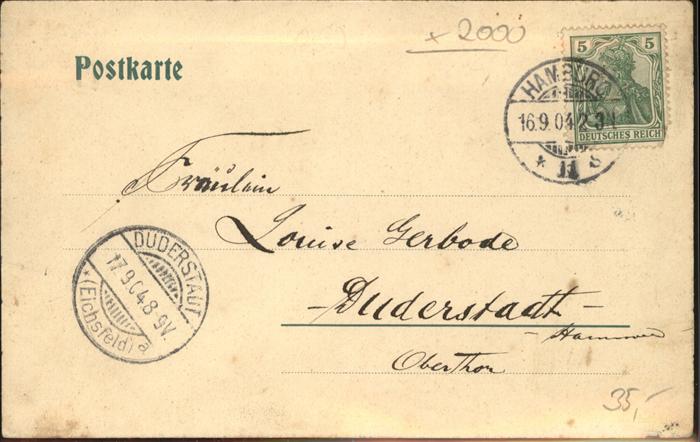 x 2000
Postkarte
5 5
DEUTSCHES REICH
HAMBURG
16.9.04. 2-3 N
* 11 S
Fräulein
Louise Gerbode
- Duderstadt -
- Hannover
Oberthor
DUDERSTADT
17.9.04. 8-9V.
* (Eichsfeld) a
35,-